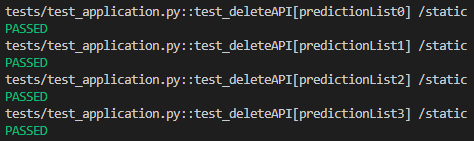 tests/test_application.py::test_deleteAPI[predictionList0] /static
PASSED
tests/test_application.py::test_deleteAPI[predictionList1] /static
PASSED
tests/test_application.py::test_deleteAPI[predictionList2] /static
PASSED
tests/test_application.py::test_deleteAPI[predictionList3] /static
PASSED